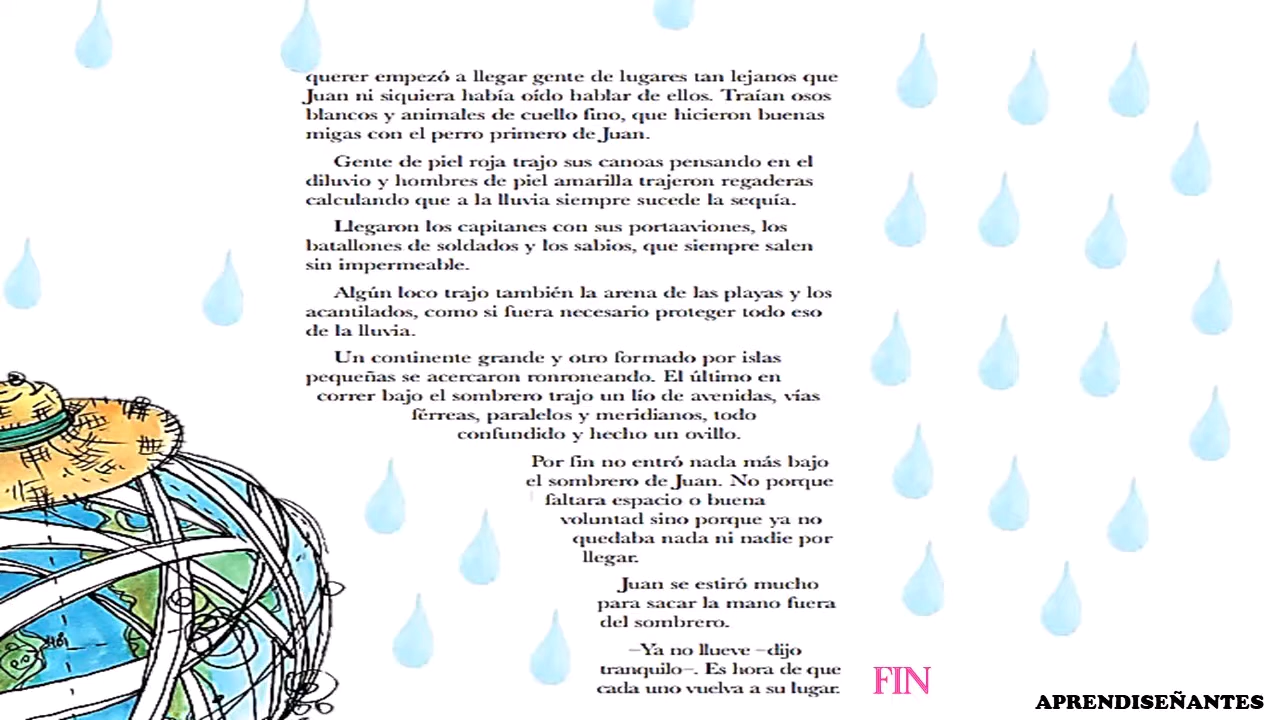 querer empezó a llegar gente de lugares tan lejanos que
Juan ni siquiera había oído hablar de ellos. Traían osos
blancos y animales de cuello fino, que hicieron buenas
migas con el perro primero de Juan.
Gente de piel roja trajo sus canoas pensando en el
diluvio y hombres de piel amarilla trajeron regaderas
calculando que a la lluvia siempre sucede la sequía.
Llegaron los capitanes con sus portaaviones, los
batallones de soldados y los sabios, que siempre salen
sin impermeable.
Algún loco trajo también la arena de las playas y los
acantilados, como si fuera necesario proteger todo eso
de la lluvia.
Un continente grande y otro formado por islas
pequeñas se acercaron ronroneando. El último en
correr bajo el sombrero trajo un lío de avenidas, vías
férreas, paralelos y meridianos, todo
confundido y hecho un ovillo.
Por fin no entró nada más bajo
el sombrero de Juan. No porque
faltara espacio o buena
voluntad sino porque ya no
quedaba nada ni nadie por
llegar.
Juan se estiró mucho
para sacar la mano fuera
del sombrero.
–Ya no llueve –dijo
tranquilo–. Es hora de que
cada uno vuelva a su lugar.
FIN
APRENDISEÑANTES